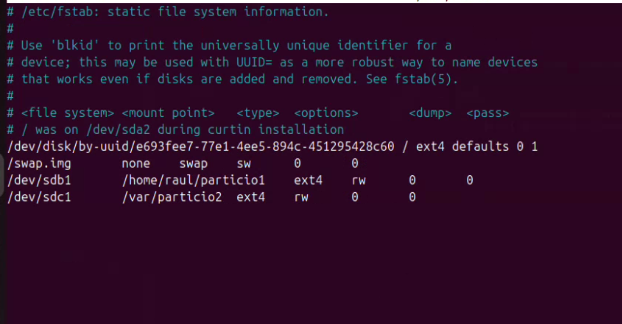 # /etc/fstab: static file system information.
#
# Use 'blkid' to print the universally unique identifier for a
# device; this may be used with UUID= as a more robust way to name devices
# that works even if disks are added and removed. See fstab(5).
#
# <file system> <mount point>   <type>  <options>       <dump>  <pass>
# / was on /dev/sda2 during curtin installation
/dev/disk/by-uuid/e693fee7-77e1-4ee5-894c-451295428c60 / ext4 defaults 0 1
/swap.img       none    swap    sw      0       0
/dev/sdb1       /home/raul/particio1    ext4    rw      0       0
/dev/sdc1       /var/particio2  ext4    rw      0       0